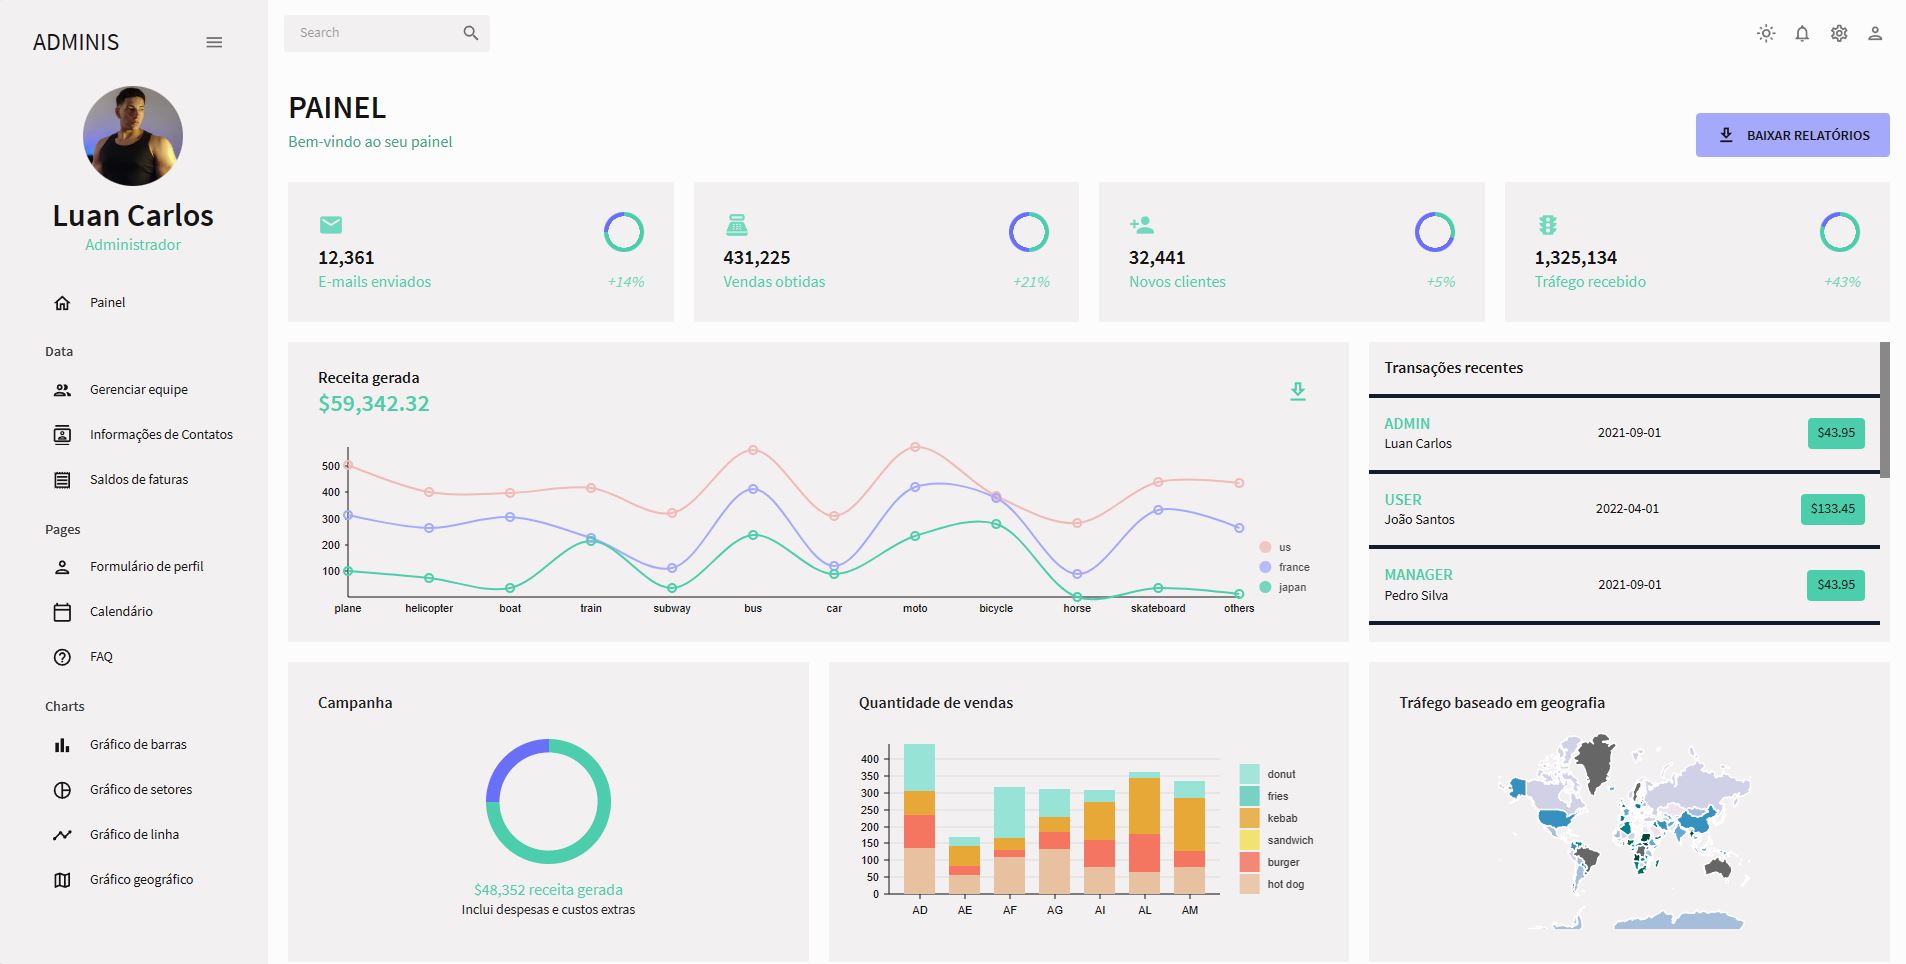 ADMINIS
Search
Luan Carlos
Administrador
Painel
Data
Gerenciar equipe
Informações de Contatos
Saldos de faturas
Pages
Formulário de perfil
Calendário
FAQ
Charts
Gráfico de barras
Gráfico de setores
Gráfico de linha
Gráfico geográfico
PAINEL
Bem-vindo ao seu painel
BAIXAR RELATÓRIOS
12,361
E-mails enviados
+14%
431,225
Vendas obtidas
+21%
32,441
Novos clientes
+5%
1,325,134
Tráfego recebido
+43%
Receita gerada
$59,342.32
500
400
300
200
100
plane helicopter boat train subway bus car moto bicycle horse skateboard others
us
france
japan
Transações recentes
ADMIN
Luan Carlos
2021-09-01
$43.95
USER
João Santos
2022-04-01
$133.45
MANAGER
Pedro Silva
2021-09-01
$43.95
Campanha
$48,352 receita gerada
Inclui despesas e custos extras
Quantidade de vendas
400
350
300
250
200
150
100
50
0
AD AE AF AG AI AL AM
donut
fries
kebab
sandwich
burger
hot dog
Tráfego baseado em geografia